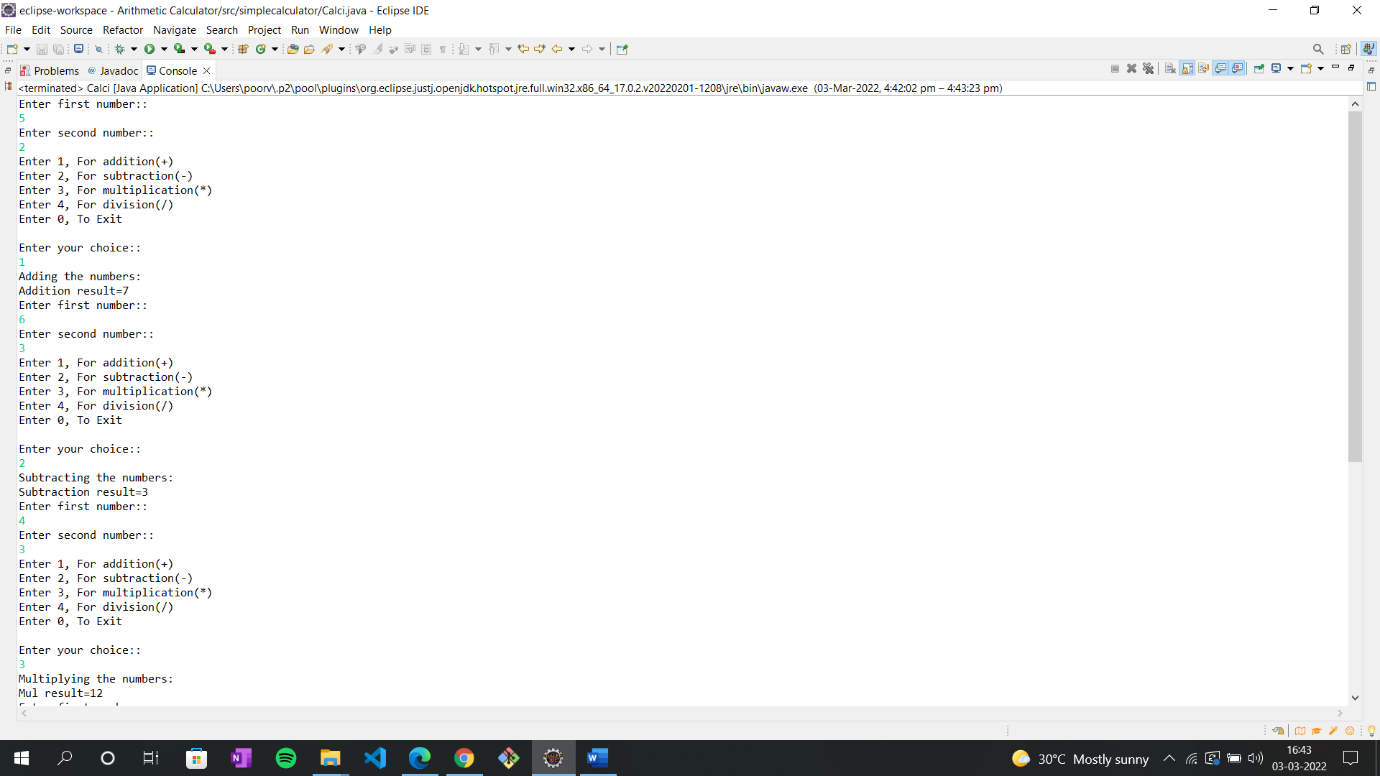 eclipse-workspace - Arithmetic Calculator/src/simplecalculator/Calci.java - Eclipse IDE
File Edit Source Refactor Navigate Search Project Run Window Help
Problems @ Javadoc Console
<terminated> Calci [Java Application] C:\Users\poorv\.p2\pool\plugins\org.eclipse.justj.openjdk.hotspot.jre.full.win32.x86_64_17.0.2.v20220201-1208\jre\bin\javaw.exe (03-Mar-2022, 4:42:02 pm – 4:43:23 pm)
Enter first number::
5
Enter second number::
2
Enter 1, For addition(+)
Enter 2, For subtraction(-)
Enter 3, For multiplication(*)
Enter 4, For division(/)
Enter 0, To Exit
Enter your choice::
1
Adding the numbers:
Addition result=7
Enter first number::
6
Enter second number::
3
Enter 1, For addition(+)
Enter 2, For subtraction(-)
Enter 3, For multiplication(*)
Enter 4, For division(/)
Enter 0, To Exit
Enter your choice::
2
Subtracting the numbers:
Subtraction result=3
Enter first number::
4
Enter second number::
3
Enter 1, For addition(+)
Enter 2, For subtraction(-)
Enter 3, For multiplication(*)
Enter 4, For division(/)
Enter 0, To Exit
Enter your choice::
3
Multiplying the numbers:
Mul result=12
30°C Mostly sunny
16:43
03-03-2022